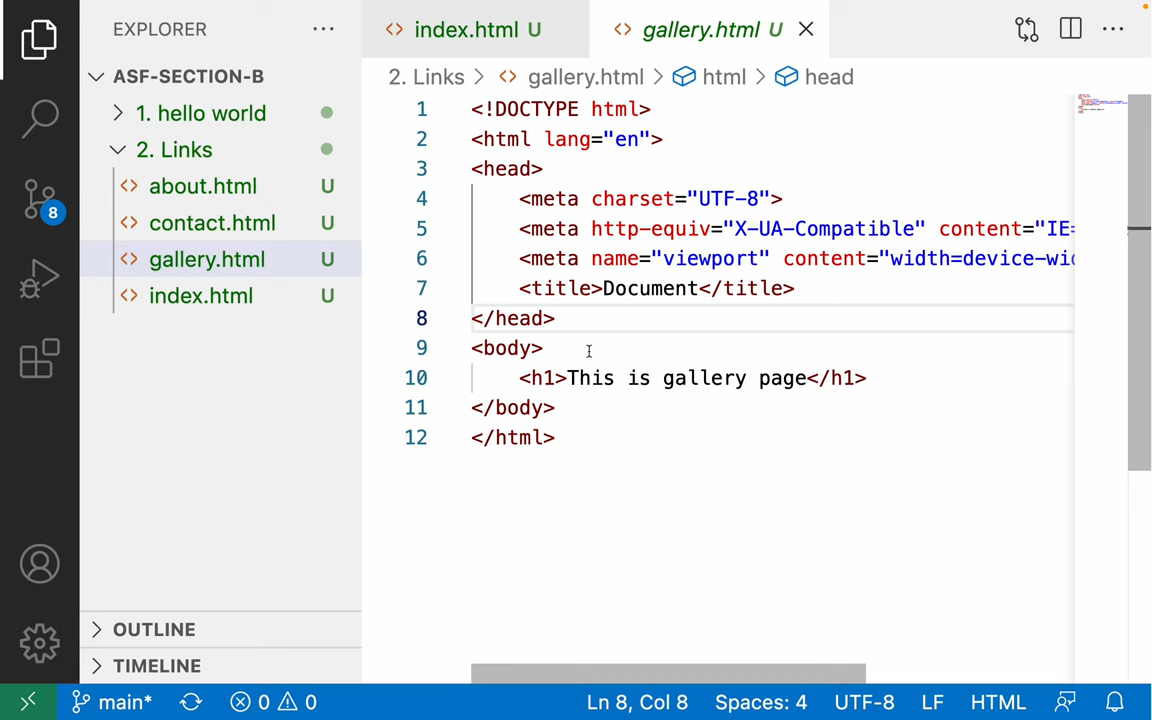 EXPLORER
ASF-SECTION-B
1. hello world
2. Links
about.html U
contact.html U
gallery.html U
index.html U
OUTLINE
TIMELINE
8
index.html U
gallery.html U
2. Links > gallery.html > html > head
1 <!DOCTYPE html>
2 <html lang="en">
3 <head>
4 <meta charset="UTF-8">
5 <meta http-equiv="X-UA-Compatible" content="IE=
6 <meta name="viewport" content="width=device-wid
7 <title>Document</title>
8 </head>
9 <body>
10 <h1>This is gallery page</h1>
11 </body>
12 </html>
main* 0 0 Ln 8, Col 8 Spaces: 4 UTF-8 LF HTML